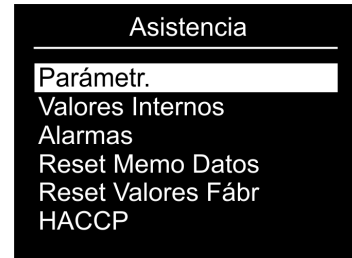 Asistencia
Parámetr.
Valores Internos
Alarmas
Reset Memo Datos
Reset Valores Fábr
HACCP